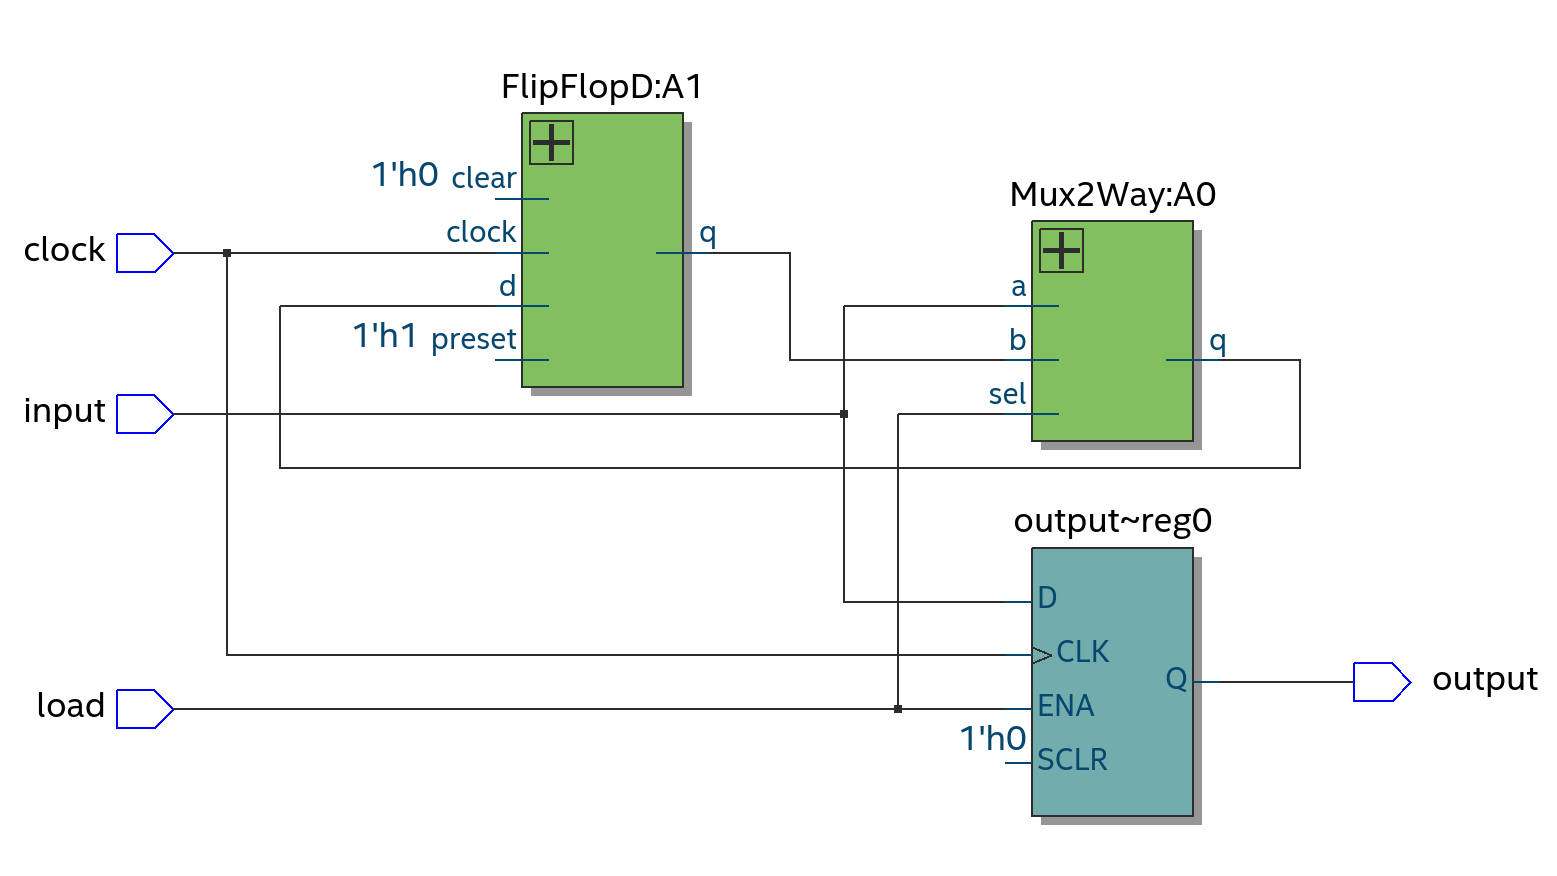 FlipFlopD:A1
1'h0 clear
clock
clock
d
1'h1 preset
q
input
Mux2Way:A0
a
b
sel
q
output~reg0
D
CLK
ENA
1'h0
SCLR
Q
load
output